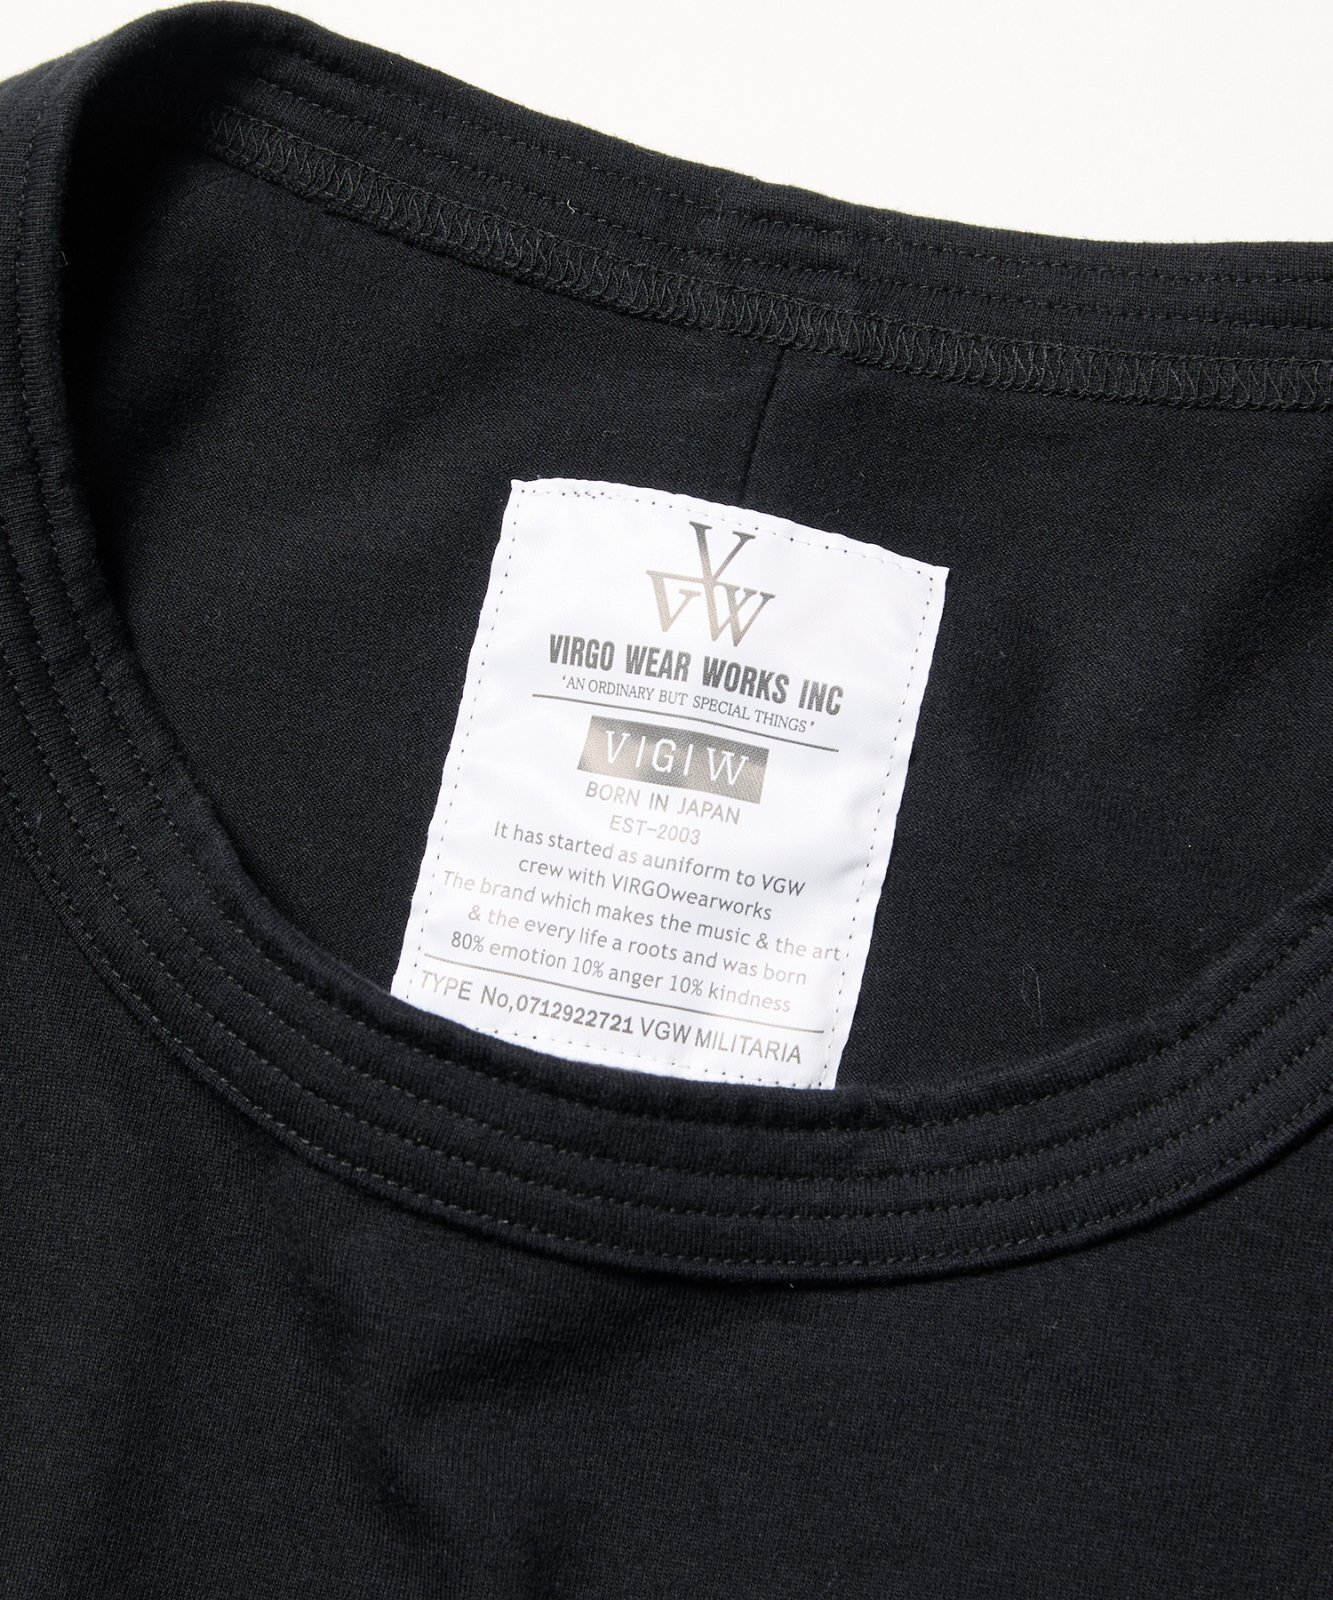 V
GW
VIRGO WEAR WORKS INC
"AN ORDINARY BUT SPECIAL THINGS"
V|G|W
BORN IN JAPAN
EST-2003
It has started as auniform to VGW
crew with VIRGOwearworks
The brand which makes the music & the art
& the every life a roots and was born
80% emotion 10% anger 10% kindness
TYPE No,0712922721 VGW MILITARIA